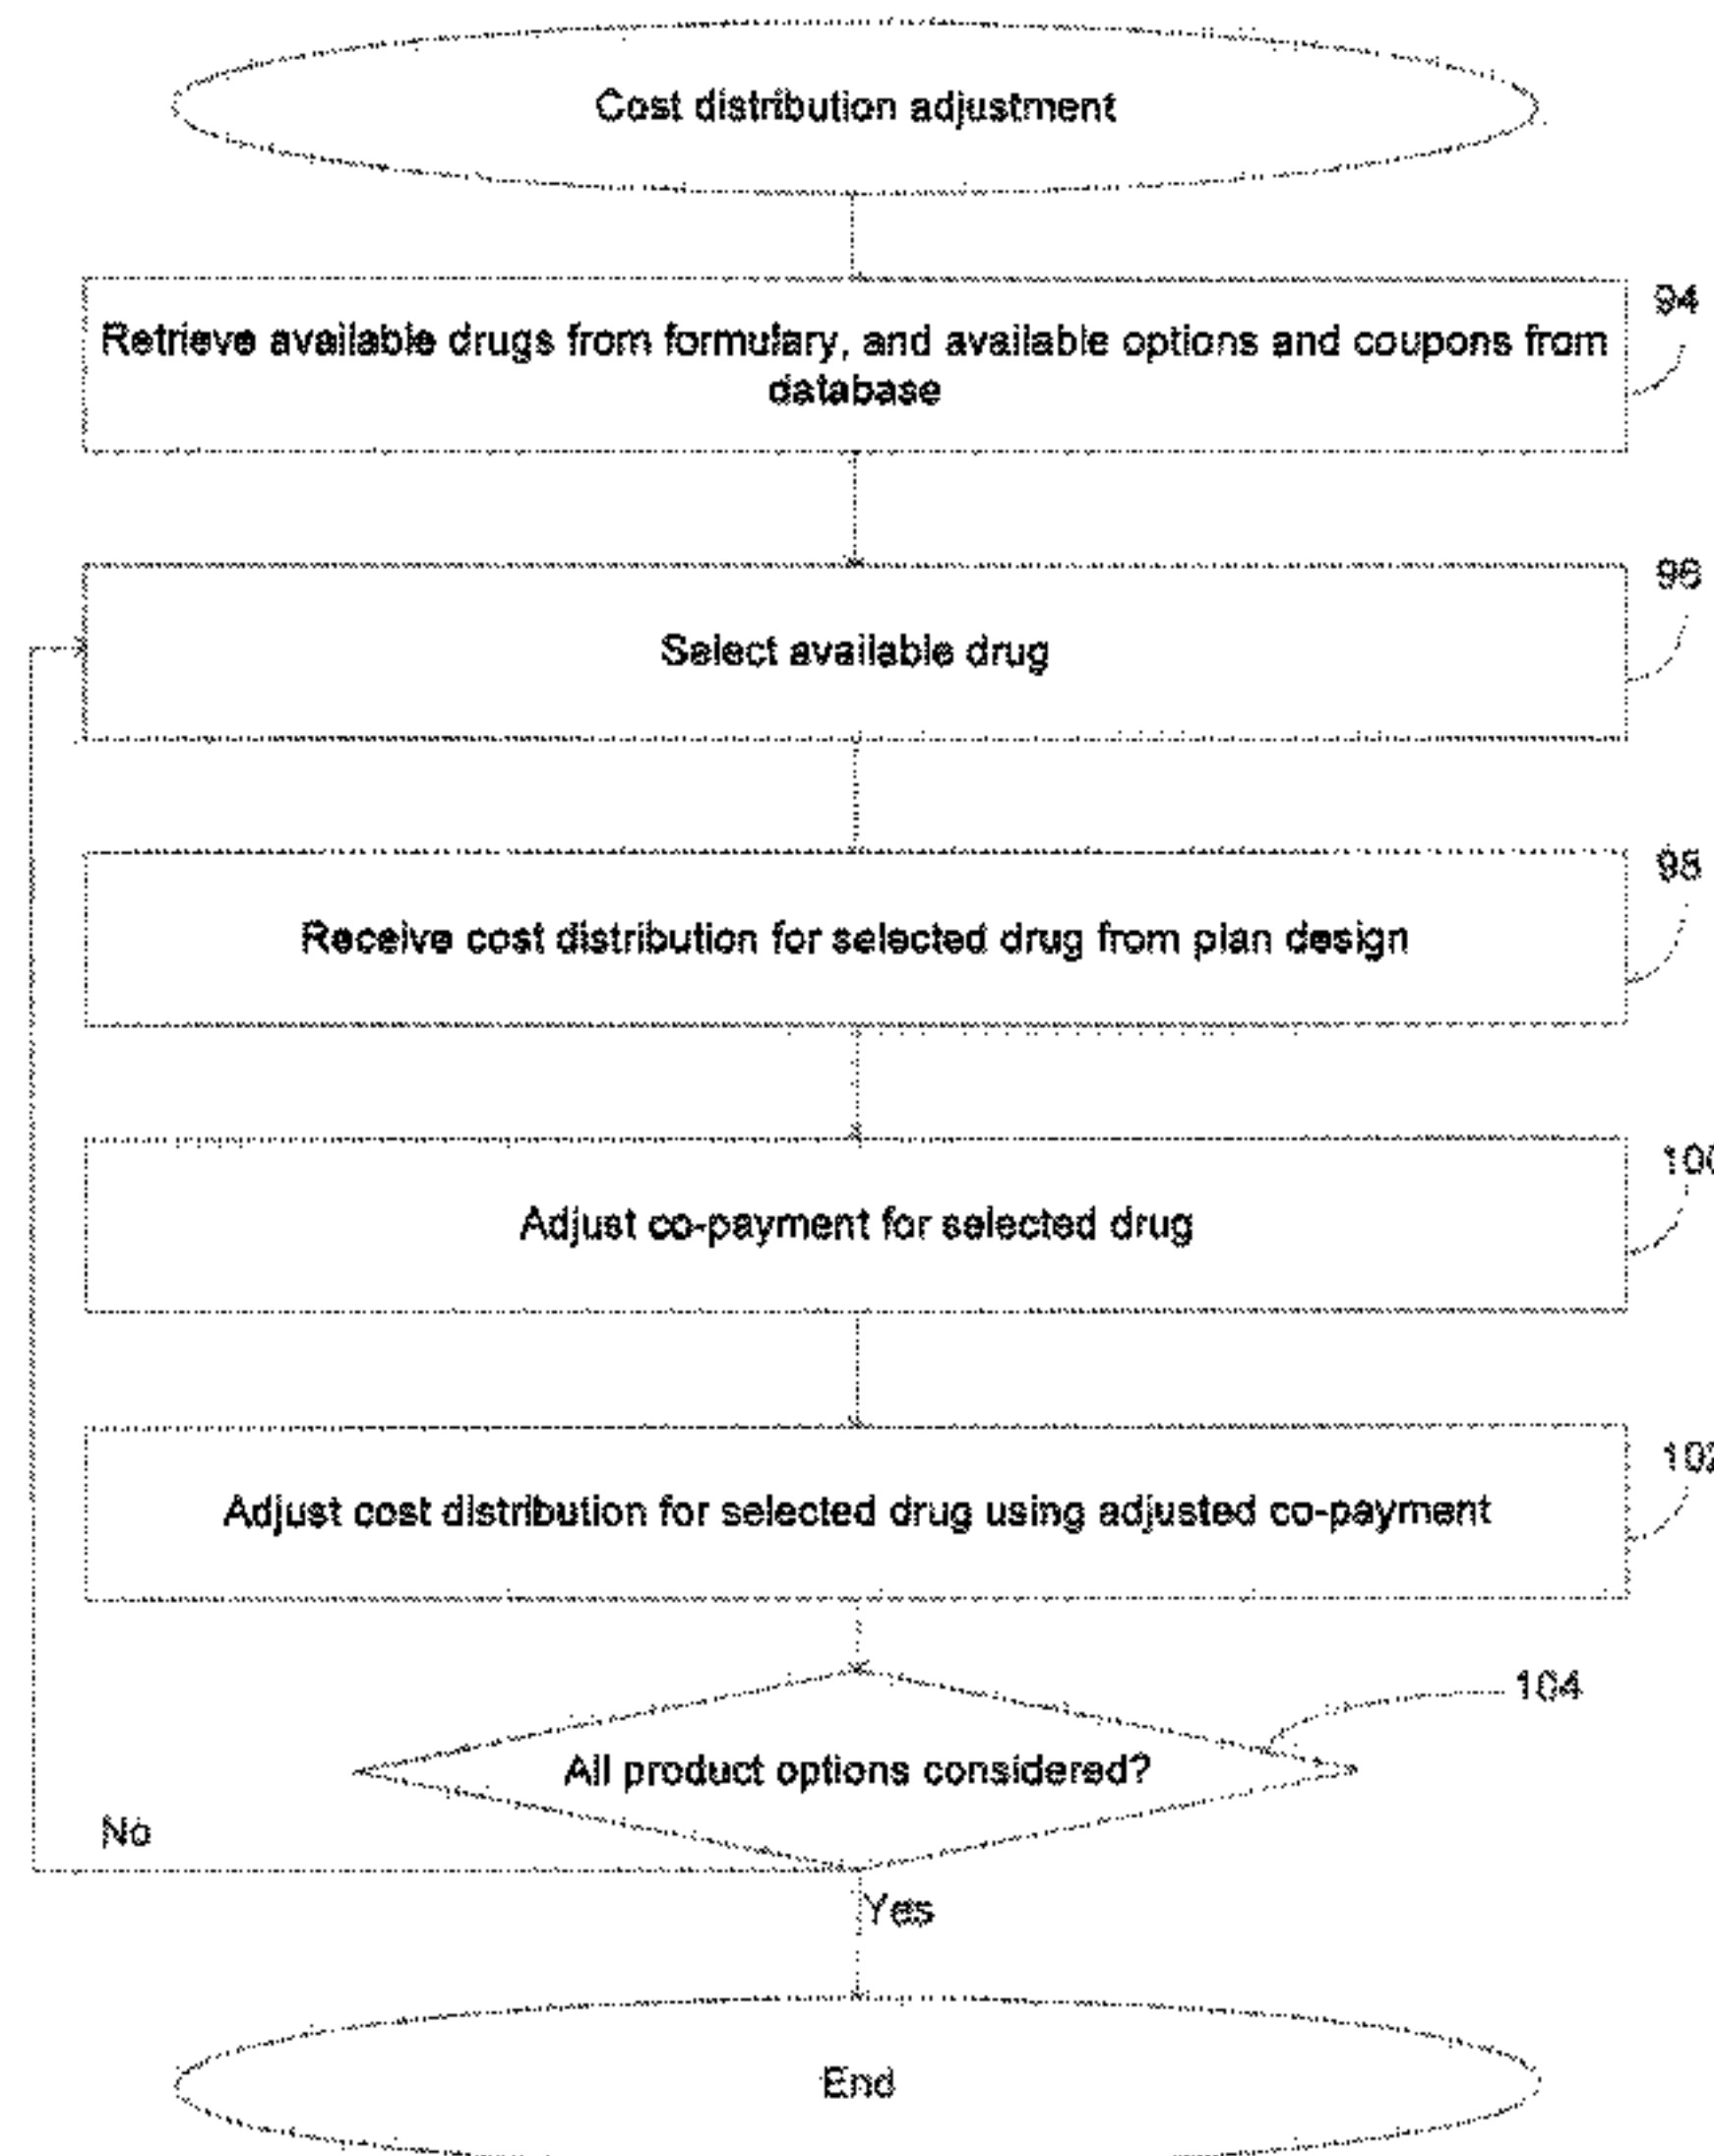 Cost distribution adjustment
94
Retrieve available drugs from formulary, and available options and coupons from
database
96
Select available drug
98
Receive cost distribution for selected drug from plan design
100
Adjust co-payment for selected drug
102
Adjust cost distribution for selected drug using adjusted co-payment
104
All product options considered?
No
Yes
End